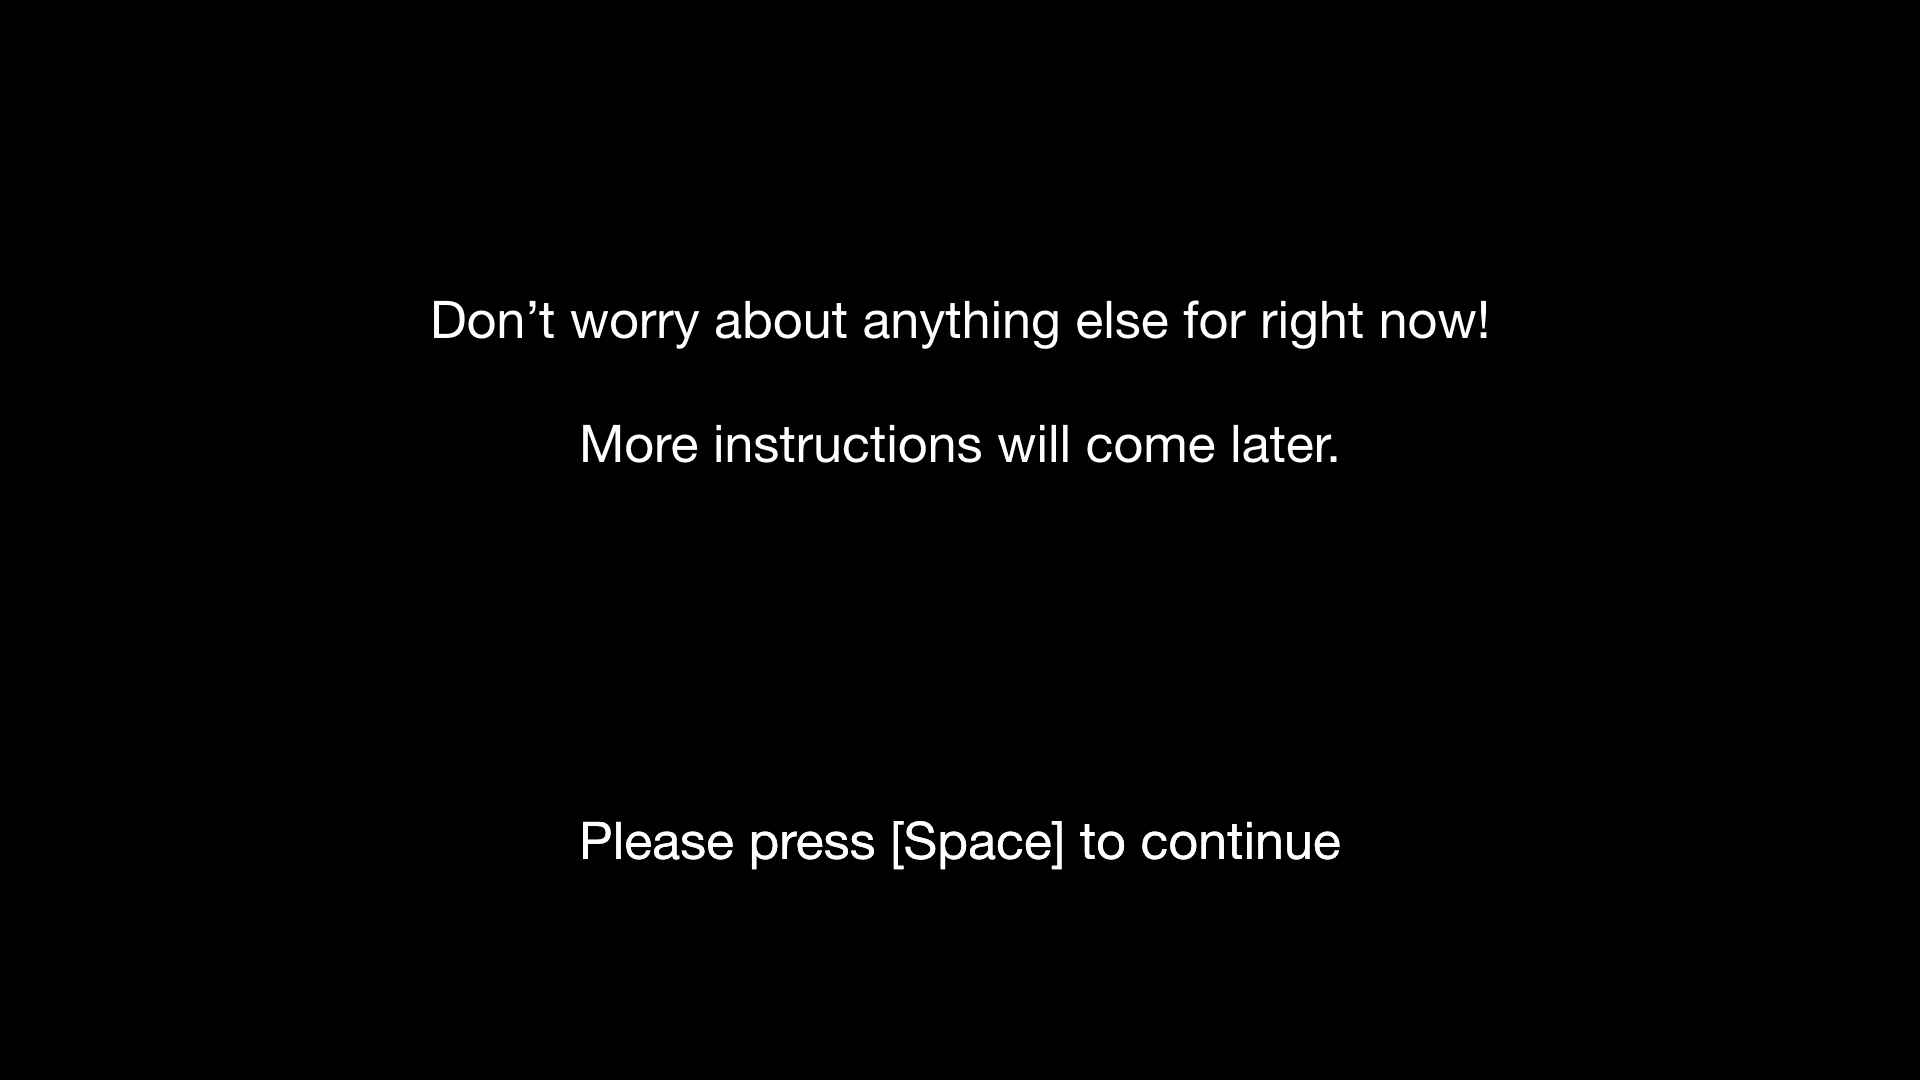 Don’t worry about anything else for right now!
More instructions will come later.
Please press [Space] to continue